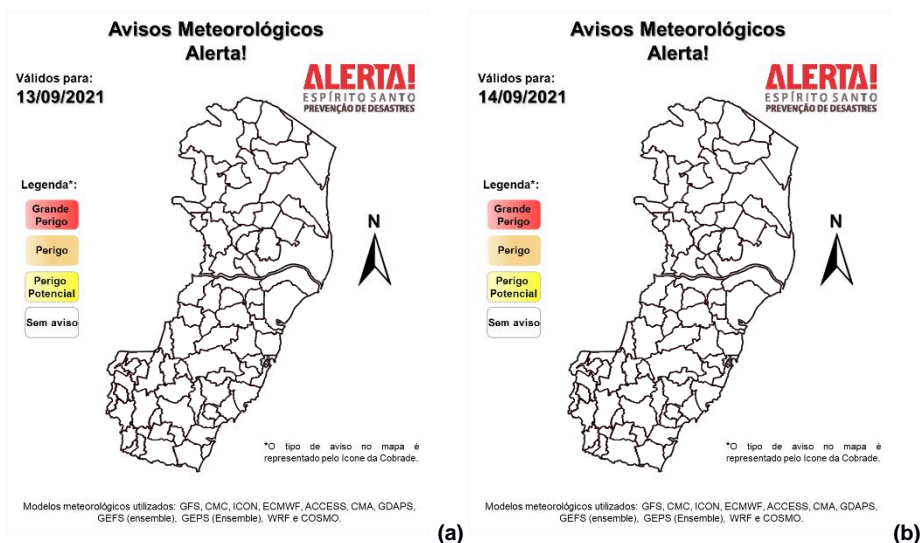 Avisos Meteorológicos
Alerta!
Válidos para:
13/09/2021
ALERTA!
ESPÍRITO SANTO
PREVENÇÃO DE DESASTRES
Legenda*:
Grande
Perigo
Perigo
Perigo
Potencial
Sem aviso
N
*O tipo de aviso no mapa é
representado pelo ícone da Cobrade.
Modelos meteorológicos utilizados: GFS, CMC, ICON, ECMWF, ACCESS, CMA, GDAPS,
GEFS (ensemble), GEPS (Ensemble), WRF e COSMO.
(a)
Avisos Meteorológicos
Alerta!
Válidos para:
14/09/2021
ALERTA!
ESPÍRITO SANTO
PREVENÇÃO DE DESASTRES
Legenda*:
Grande
Perigo
Perigo
Perigo
Potencial
Sem aviso
N
*O tipo de aviso no mapa é
representado pelo ícone da Cobrade.
Modelos meteorológicos utilizados: GFS, CMC, ICON, ECMWF, ACCESS, CMA, GDAPS,
GEFS (ensemble), GEPS (Ensemble), WRF e COSMO.
(b)